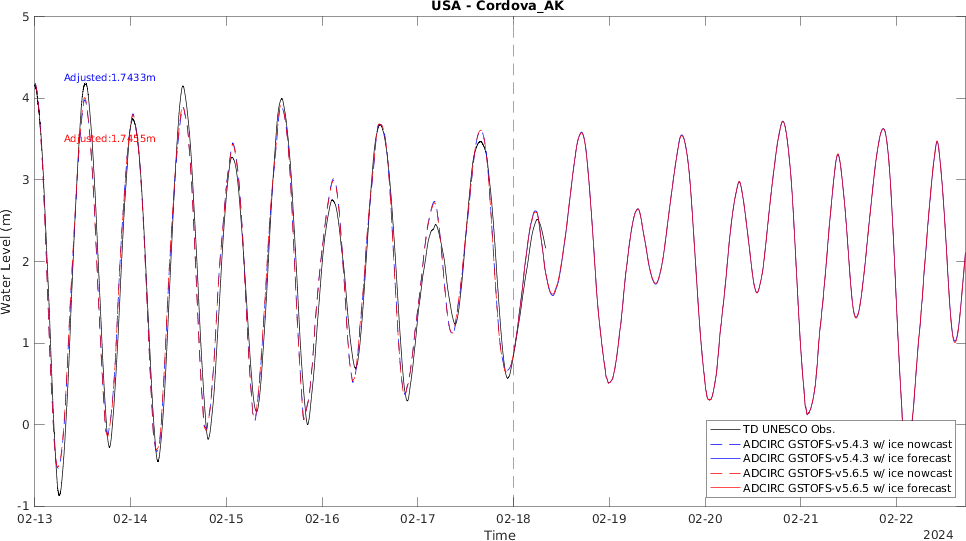 USA - Cordova_AK
5
4
3
2
1
0
-1
Water Level (m)
Adjusted:1.7433m
Adjusted:1.7455m
TD UNESCO Obs.
ADCIRC GSTOFS-v5.4.3 w/ ice nowcast
ADCIRC GSTOFS-v5.4.3 w/ ice forecast
ADCIRC GSTOFS-v5.6.5 w/ ice nowcast
ADCIRC GSTOFS-v5.6.5 w/ ice forecast
02-13 02-14 02-15 02-16 02-17 02-18 02-19 02-20 02-21 02-22
Time
2024